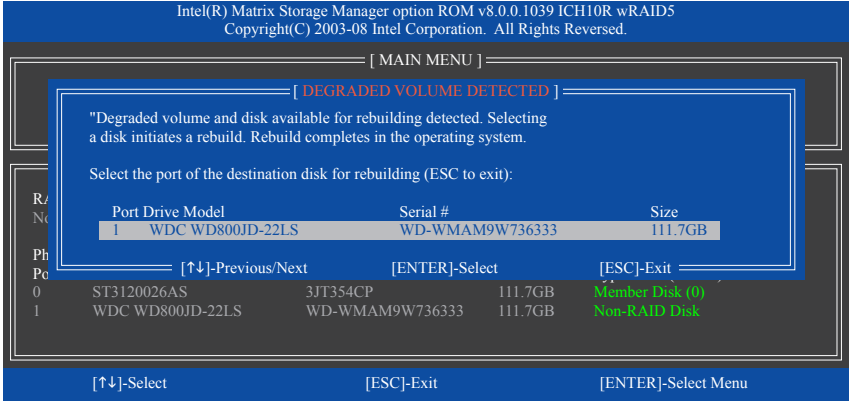 Intel(R) Matrix Storage Manager option ROM v8.0.0.1039 ICH10R wRAID5
Copyright(C) 2003-08 Intel Corporation. All Rights Reversed.
[ MAIN MENU ]
[ DEGRADED VOLUME DETECTED ]
"Degraded volume and disk available for rebuilding detected. Selecting
a disk initiates a rebuild. Rebuild completes in the operating system.
Select the port of the destination disk for rebuilding (ESC to exit):
Port Drive Model Serial # Size
1 WDC WD800JD-22LS WD-WMAM9W736333 111.7GB
[↑↓]-Previous/Next [ENTER]-Select [ESC]-Exit
0 ST3120026AS 3JT354CP 111.7GB Member Disk (0)
1 WDC WD800JD-22LS WD-WMAM9W736333 111.7GB Non-RAID Disk
[↑↓]-Select [ESC]-Exit [ENTER]-Select Menu